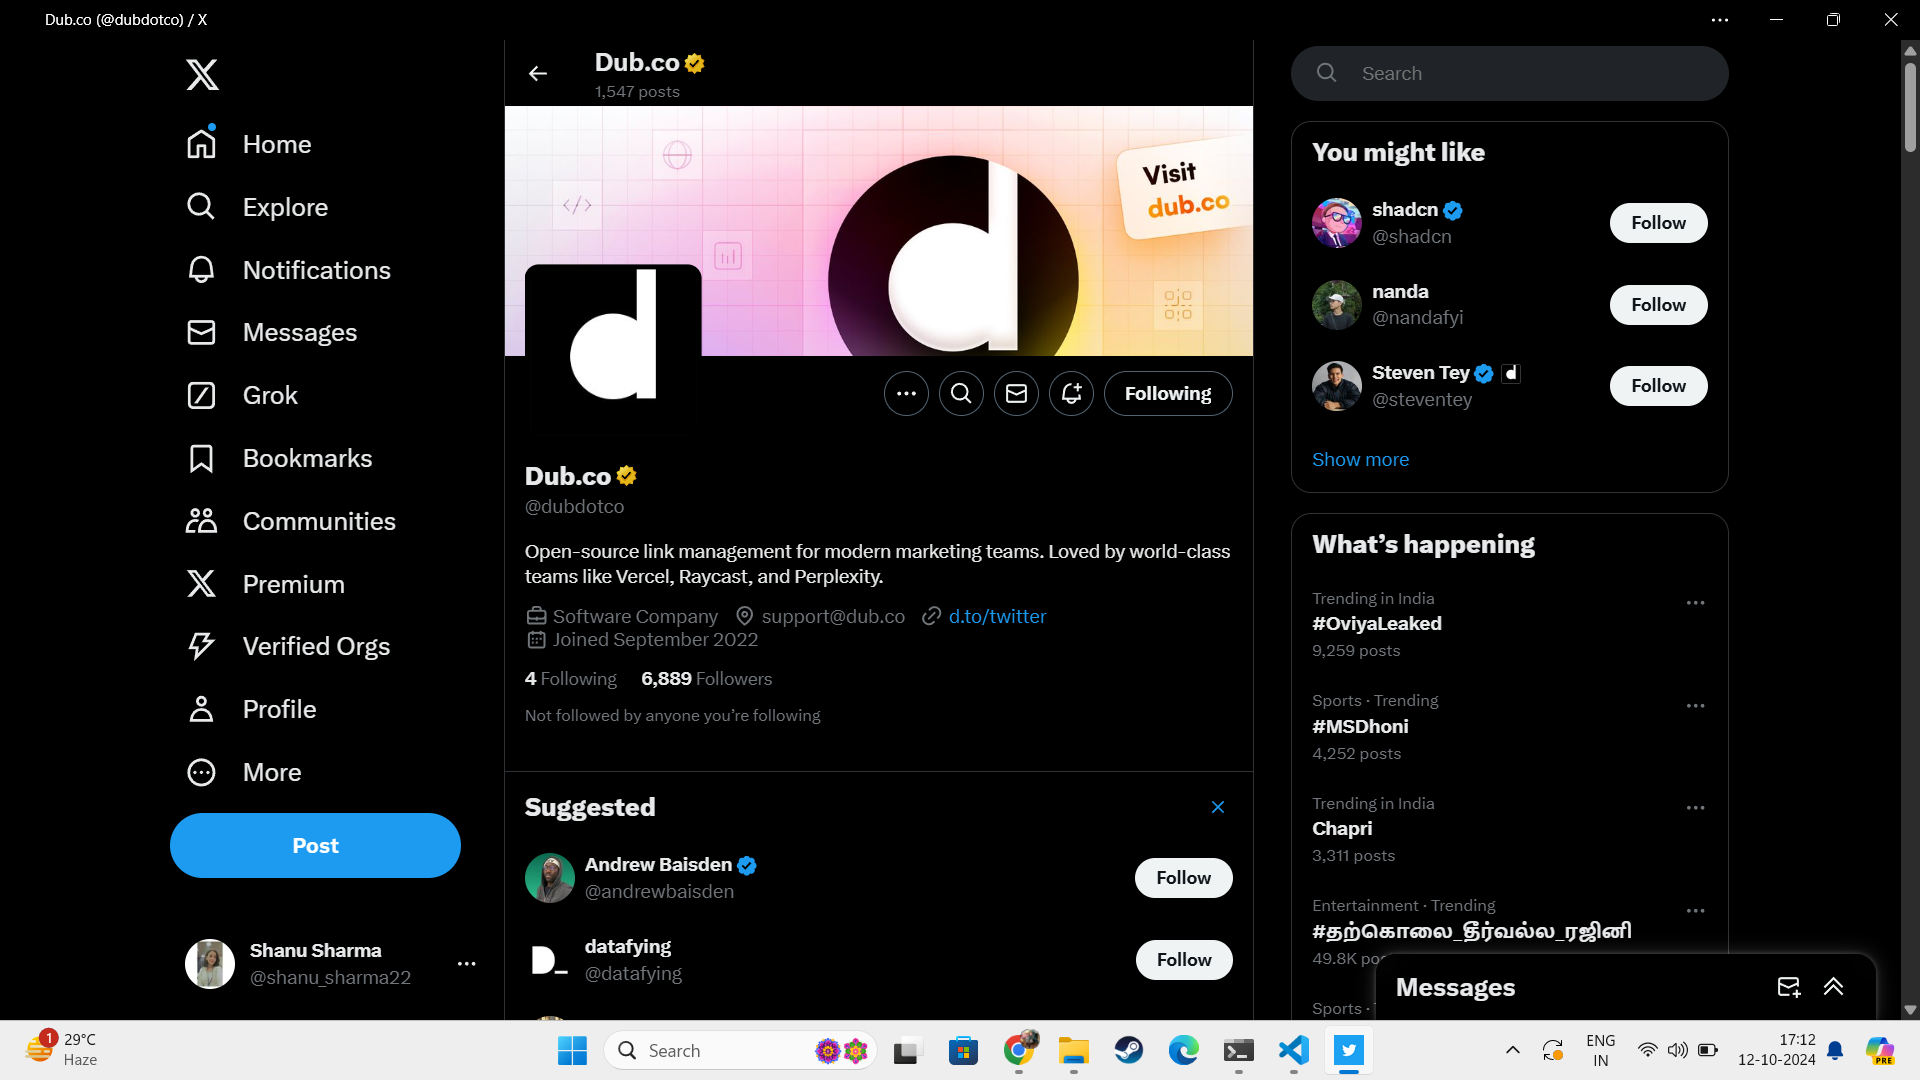 Dub.co (@dubdotco) / X
Home
Explore
Notifications
Messages
Grok
Bookmarks
Communities
Premium
Verified Orgs
Profile
More
Post
Shanu Sharma
@shanu_sharma22
Dub.co
1,547 posts
Visit
dub.co
Following
Dub.co
@dubdotco
Open-source link management for modern marketing teams. Loved by world-class
teams like Vercel, Raycast, and Perplexity.
Software Company support@dub.co d.to/twitter
Joined September 2022
4 Following 6,889 Followers
Not followed by anyone you’re following
Suggested
Andrew Baisden
@andrewbaisden
Follow
datafying
@datafying
Follow
Search
You might like
shadcn
@shadcn
Follow
nanda
@nandafyi
Follow
Steven Tey
@steventey
Follow
Show more
What’s happening
Trending in India
#OviyaLeaked
9,259 posts
Sports · Trending
#MSDhoni
4,252 posts
Trending in India
Chapri
3,311 posts
Entertainment · Trending
#தற்கொலை_தீர்வல்ல_ரஜினி
49.8K
Sports ·
Messages
1
29°C
Haze
Search
PRE
ENG
IN
17:12
12-10-2024